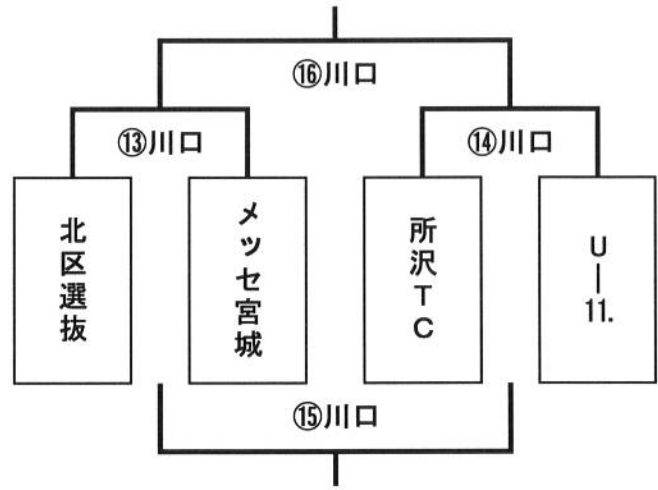 ⑯川口
⑬川口
⑭川口
北区選抜
メッセ宮城
所沢TC
U—11.
⑮川口